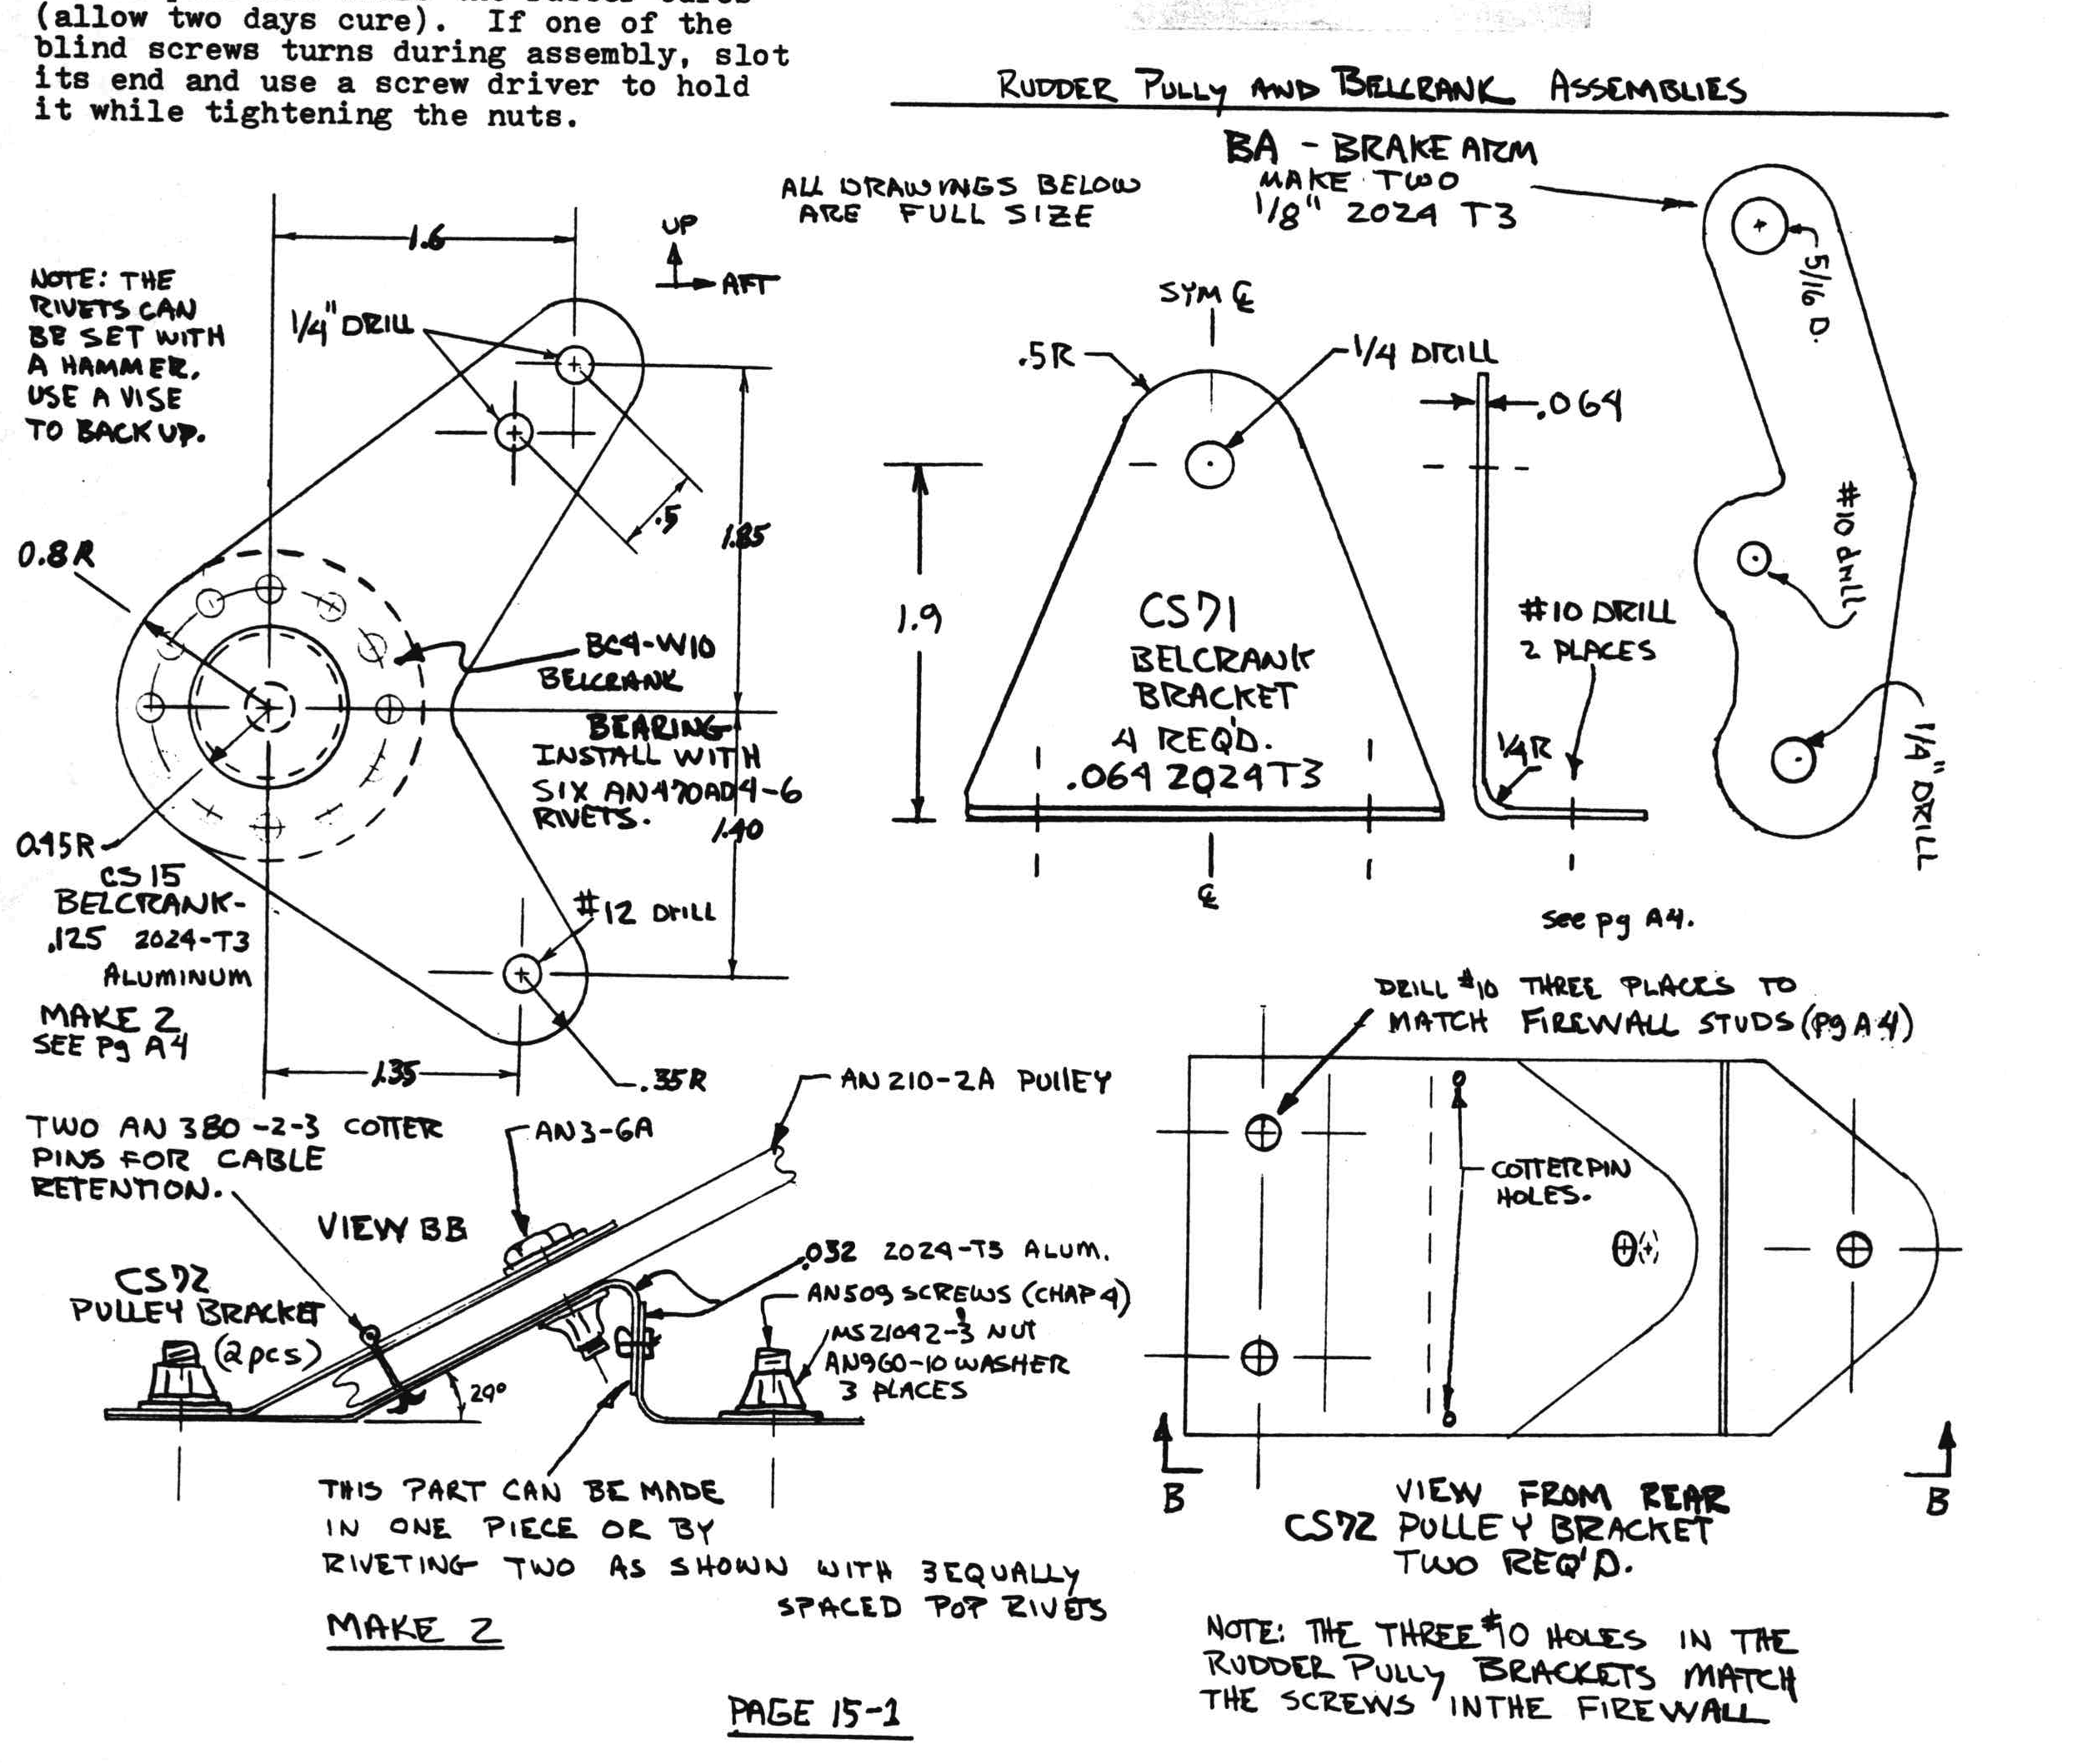 (allow two days cure). If one of the
blind screws turns during assembly, slot
its end and use a screw driver to hold
it while tightening the nuts.
RUDDER PULLY AND BELCRANK ASSEMBLIES
BA - BRAKE ARM
MAKE TWO
1/8" 2024 T3
ALL DRAWINGS BELOW
ARE FULL SIZE
5/16 D.
#10 drill
1/4" DRILL
1.6
UP
AFT
NOTE: THE
RIVETS CAN
BE SET WITH
A HAMMER,
USE A VISE
TO BACK UP.
1/4" DRILL
.5
1.85
0.8R
BC4-W10
BELCRANK
BEARING
INSTALL WITH
SIX AN470AD4-6
RIVETS.
1.40
0.45R
CS15
BELCRANK-
.125 2024-T3
ALUMINUM
MAKE 2
SEE Pg A4
#12 DRILL
1.35
.35R
SYM ℄
.5R
1/4 DRILL
1.9
CS71
BELCRANK
BRACKET
4 REQ'D.
.064 2024T3
℄
.064
#10 DRILL
2 PLACES
1/4R
See pg A4.
TWO AN 380-2-3 COTTER
PINS FOR CABLE
RETENTION.
AN3-6A
AN210-2A PULLEY
VIEW BB
CS72
PULLEY BRACKET
(2pcs)
29°
.032 2024-T3 ALUM.
AN509 SCREWS (CHAP 4)
MS21042-3 NUT
AN960-10 WASHER
3 PLACES
THIS PART CAN BE MADE
IN ONE PIECE OR BY
RIVETING TWO AS SHOWN WITH 3 EQUALLY
SPACED POP RIVETS
MAKE 2
DRILL #10 THREE PLACES TO
MATCH FIREWALL STUDS (Pg A4)
COTTERPIN
HOLES.
B
B
VIEW FROM REAR
CS72 PULLEY BRACKET
TWO REQ'D.
NOTE: THE THREE #10 HOLES IN THE
RUDDER PULLY BRACKETS MATCH
THE SCREWS IN THE FIREWALL
PAGE 15-1